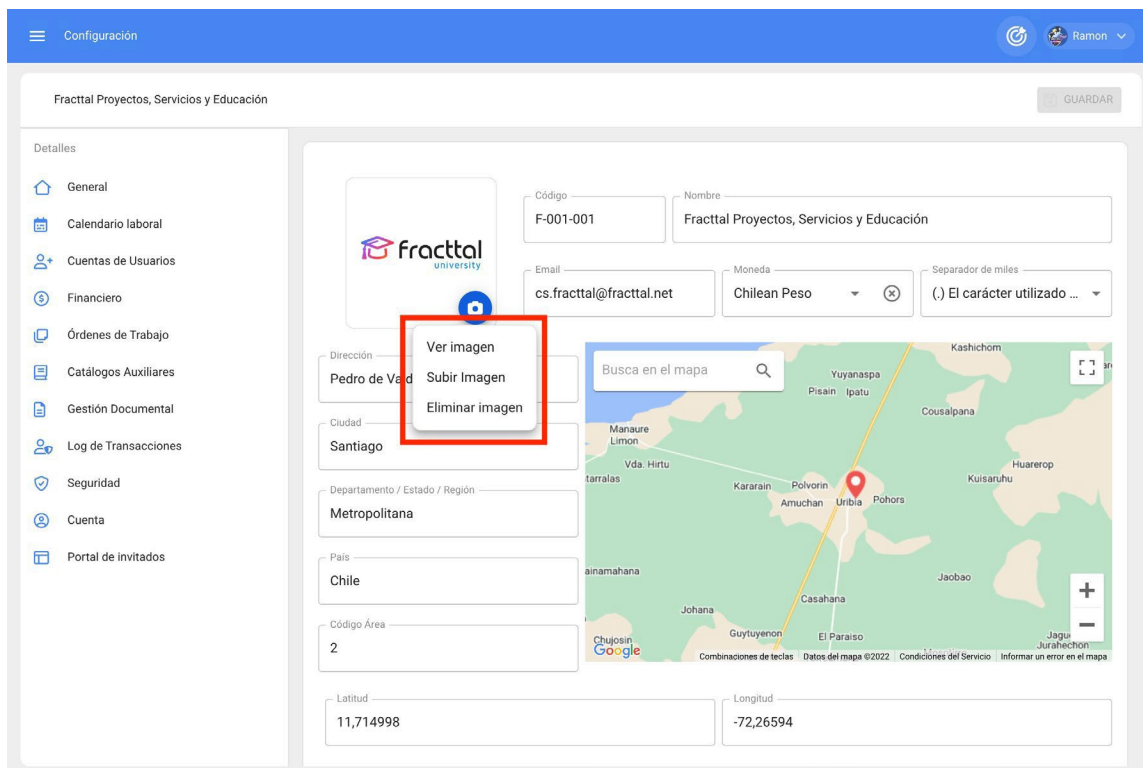 Configuración
Ramon
Fracttal Proyectos, Servicios y Educación
GUARDAR
Detalles
General
Calendario laboral
Cuentas de Usuarios
Financiero
Órdenes de Trabajo
Catálogos Auxiliares
Gestión Documental
Log de Transacciones
Seguridad
Cuenta
Portal de invitados
fracttal
university
Código
F-001-001
Nombre
Fracttal Proyectos, Servicios y Educación
Email
cs.fracttal@fracttal.net
Moneda
Chilean Peso
Separador de miles
(.) El carácter utilizado ...
Ver imagen
Subir Imagen
Eliminar imagen
Dirección
Pedro de Vald
Ciudad
Santiago
Departamento / Estado / Región
Metropolitana
País
Chile
Código Área
2
Busca en el mapa
Kashichom
Yuyanaspa
Pisain
Ipatu
Cousalpana
Manaure
Limon
Vda. Hirtu
tarralas
Huarerop
Kuisaruhu
Kararain
Polvorin
Amuchan
Uribia
Pohors
ainamahana
Jaobao
Casahana
Johana
Guytuyenon
El Paraiso
Chujosin
Jagu
Jurahechon
Google
Combinaciones de teclas
Datos del mapa ©2022
Condiciones del Servicio
Informar un error en el mapa
Latitud
11,714998
Longitud
-72,26594